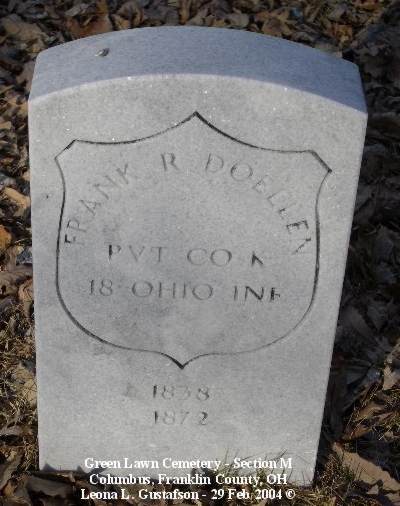 FRANK R DOELLEN
PVT CO K
18 OHIO INF
1838
1872
Green Lawn Cemetery - Section M
Columbus, Franklin County, OH
Leona L. Gustafson - 29 Feb 2004 ©